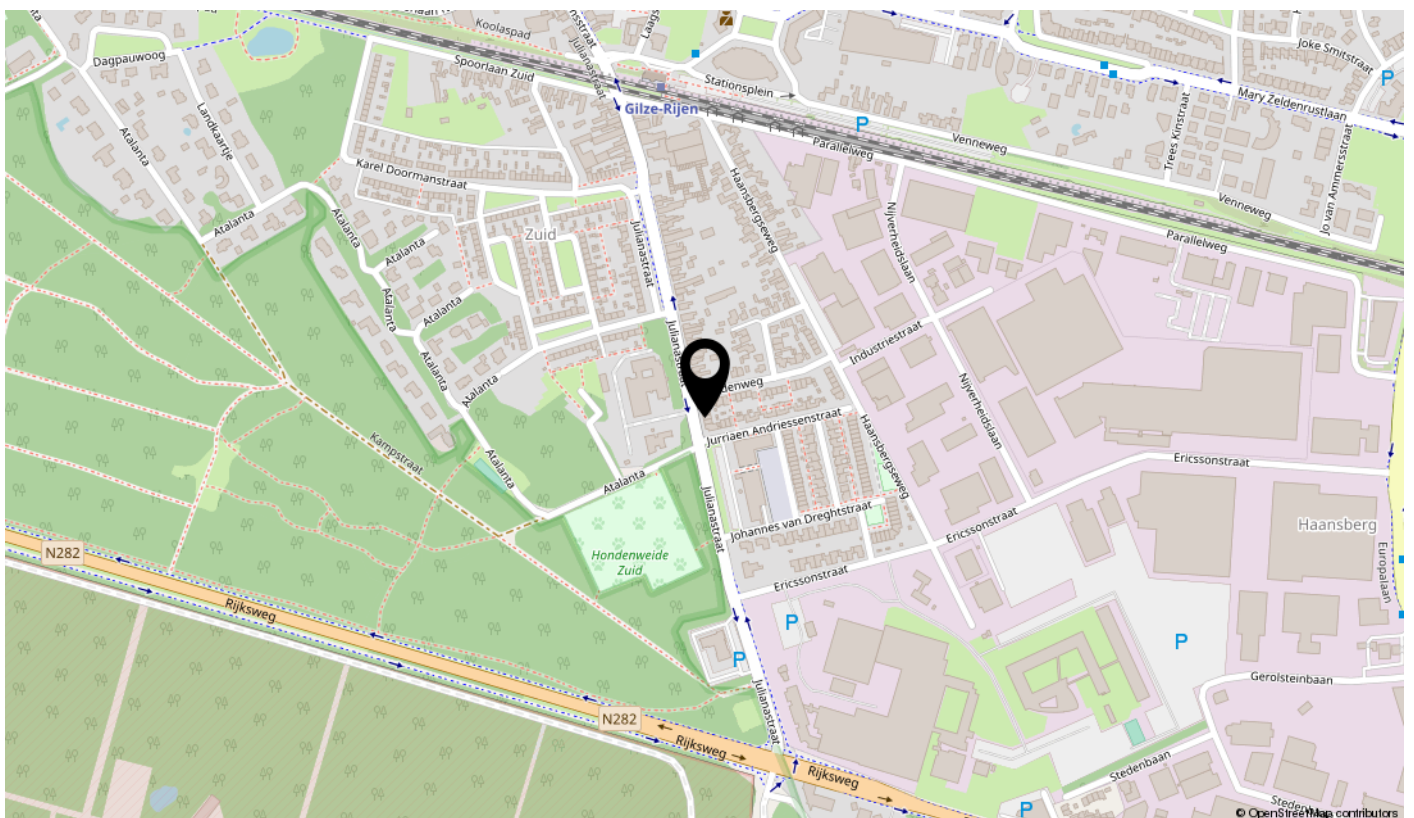 Koolaspad
Julianastraat
Dagpauwoog
Spoorlaan Zuid
Stationsplein
Joke Smitstraat
P
Gilze-Rijen
Mary Zeldenrustlaan
Landkaartje
Atalanta
P
Venneweg
Parallelweg
Trees Kinstraat
Jo van Ammersstraat
Karel Doormanstraat
Haansbergseweg
Venneweg
Atalanta
Atalanta
Zuid
Julianastraat
Nijverheidslaan
Parallelweg
Atalanta
Atalanta
Atalanta
Julianastraat
Industriestraat
Atalanta
Atalanta
Nijverheidslaan
Jurriaen Andriessenstraat
Haansbergseweg
Kampstraat
Atalanta
Atalanta
Ericssonstraat
Julianastraat
Johannes van Dreghtstraat
Ericssonstraat
Haansberg
N282
Hondenweide
Zuid
Ericssonstraat
Europalaan
Rijksweg
P
P
P
Gerolsteinbaan
Julianastraat
N282
Rijksweg
Rijksweg
Stedenbaan
P
© OpenStreetMap contributors